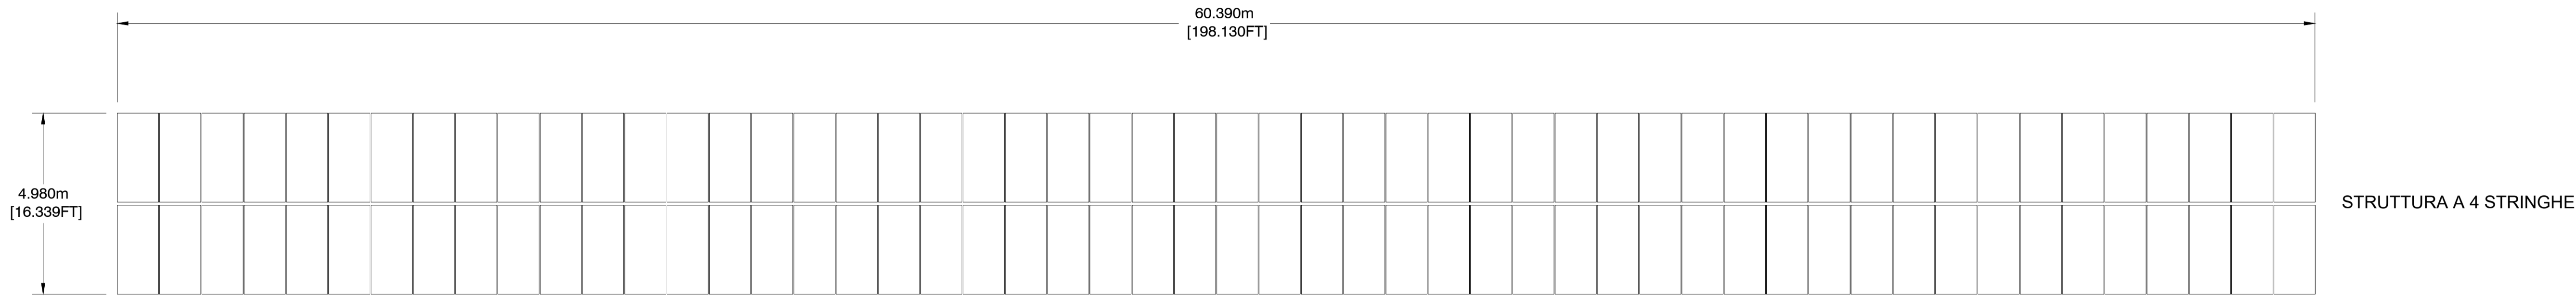 60.390m
[198.130FT]
4.980m
[16.339FT]
STRUTTURA A 4 STRINGHE